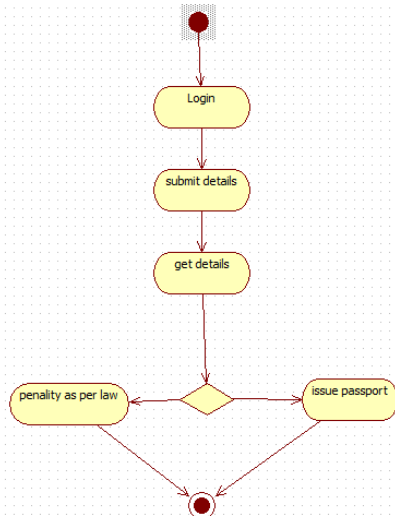 Login
submit details
get details
penality as per law
issue passport